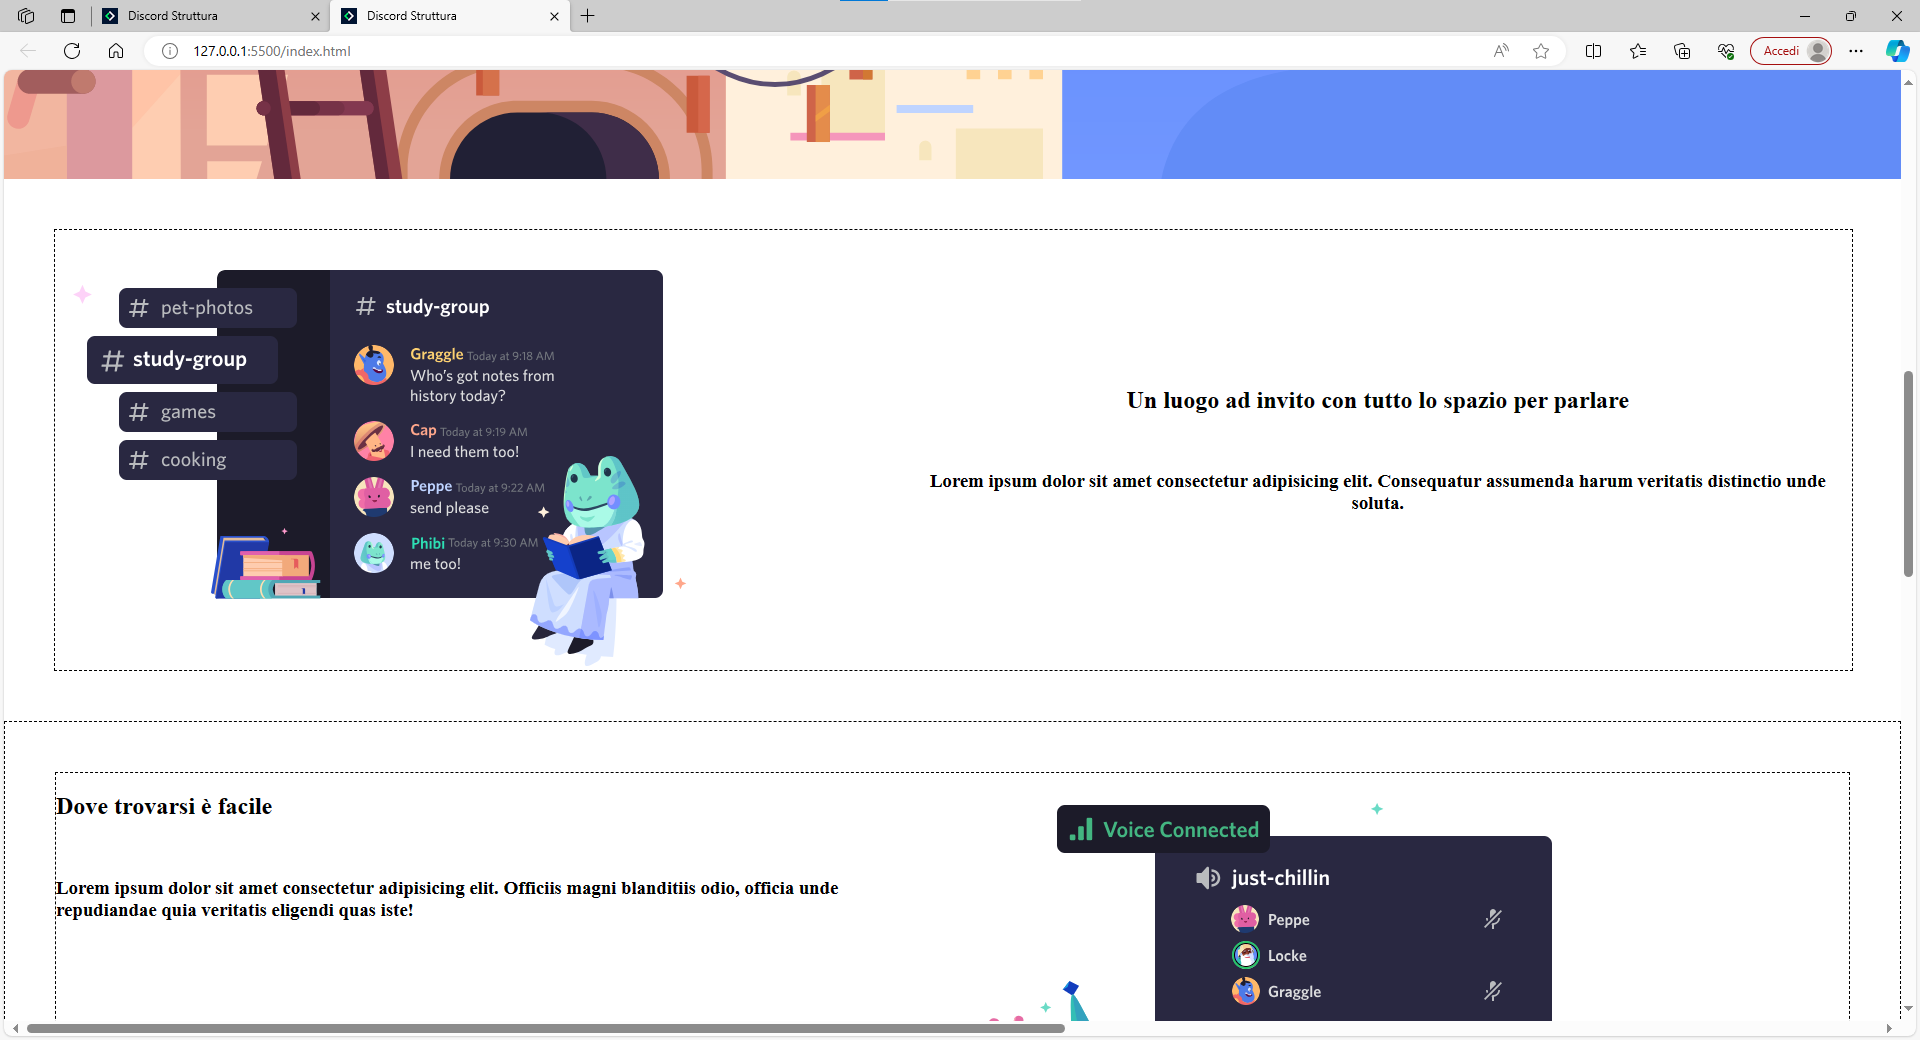 Discord Struttura
Discord Struttura
127.0.0.1:5500/index.html
Accedi
# pet-photos
# study-group
# games
# cooking
# study-group
Graggle Today at 9:18 AM
Who's got notes from
history today?
Cap Today at 9:19 AM
I need them too!
Peppe Today at 9:22 AM
send please
Phibi Today at 9:30 AM
me too!
Un luogo ad invito con tutto lo spazio per parlare
Lorem ipsum dolor sit amet consectetur adipisicing elit. Consequatur assumenda harum veritatis distinctio unde
soluta.
Dove trovarsi è facile
Lorem ipsum dolor sit amet consectetur adipisicing elit. Officiis magni blanditiis odio, officia unde
repudiandae quia veritatis eligendi quas iste!
Voice Connected
just-chillin
Peppe
Locke
Graggle